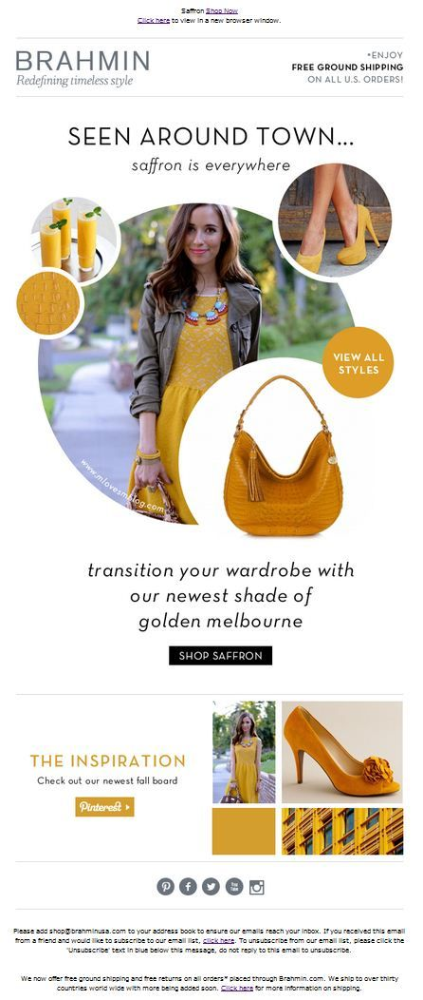 Saffron Shop Now
Click here to view in a new browser window.
BRAHMIN
Redefining timeless style
*ENJOY
FREE GROUND SHIPPING
ON ALL U.S. ORDERS!
SEEN AROUND TOWN...
saffron is everywhere
VIEW ALL
STYLES
www.mlovesmblog.com
transition your wardrobe with
our newest shade of
golden melbourne
SHOP SAFFRON
THE INSPIRATION
Check out our newest fall board
Pinterest
You
Tube
Please add shop@brahminusa.com to your address book to ensure our emails reach your inbox. If you received this email
from a friend and would like to subscribe to our email list, click here. To unsubscribe from our email list, please click the
'Unsubscribe' text in blue below this message, do not reply to this email to unsubscribe.
We now offer free ground shipping and free returns on all orders* placed through Brahmin.com. We ship to over thirty
countries world wide with more being added soon. Click here for more information on shipping.